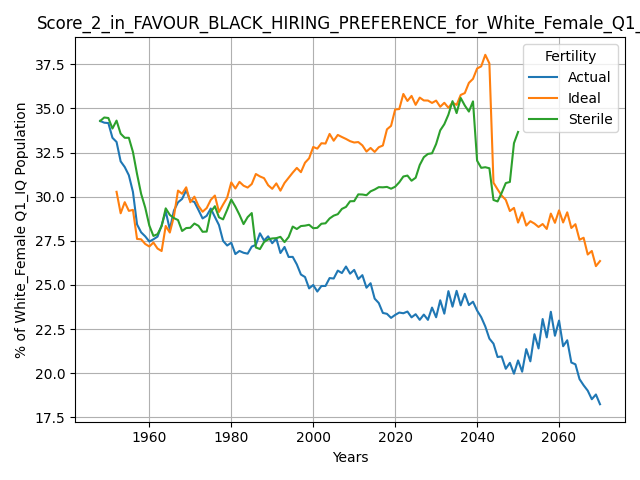 Score_2_in_FAVOUR_BLACK_HIRING_PREFERENCE_for_White_Female_Q1_
Fertility
Actual
Ideal
Sterile
% of White_Female Q1_IQ Population
37.5
35.0
32.5
30.0
27.5
25.0
22.5
20.0
17.5
1960 1980 2000 2020 2040 2060
Years